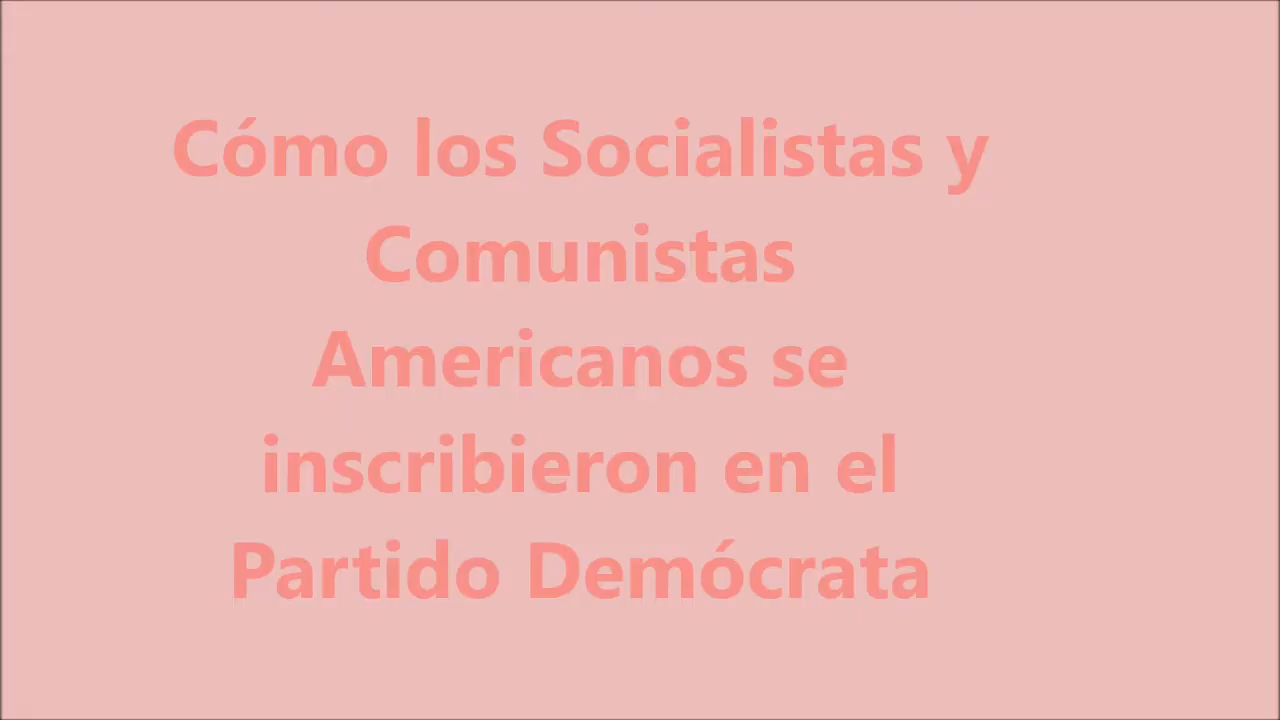 Cómo los Socialistas y
Comunistas
Americanos se
inscribieron en el
Partido Demócrata